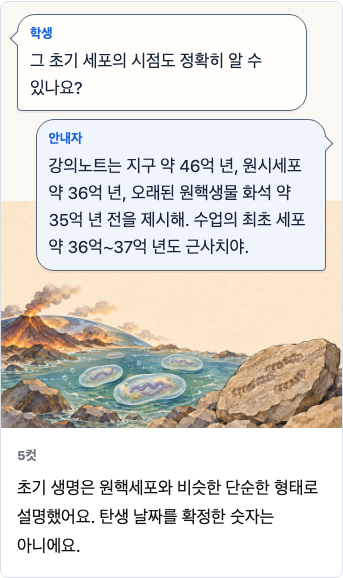 학생
그 초기 세포의 시점도 정확히 알 수
있나요?
안내자
강의노트는 지구 약 46억 년, 원시세포
약 36억 년, 오래된 원핵생물 화석 약
35억 년 전을 제시해. 수업의 최초 세포
약 36억~37억 년도 근사치야.
5컷
초기 생명은 원핵세포와 비슷한 단순한 형태로
설명했어요. 탄생 날짜를 확정한 숫자는
아니에요.